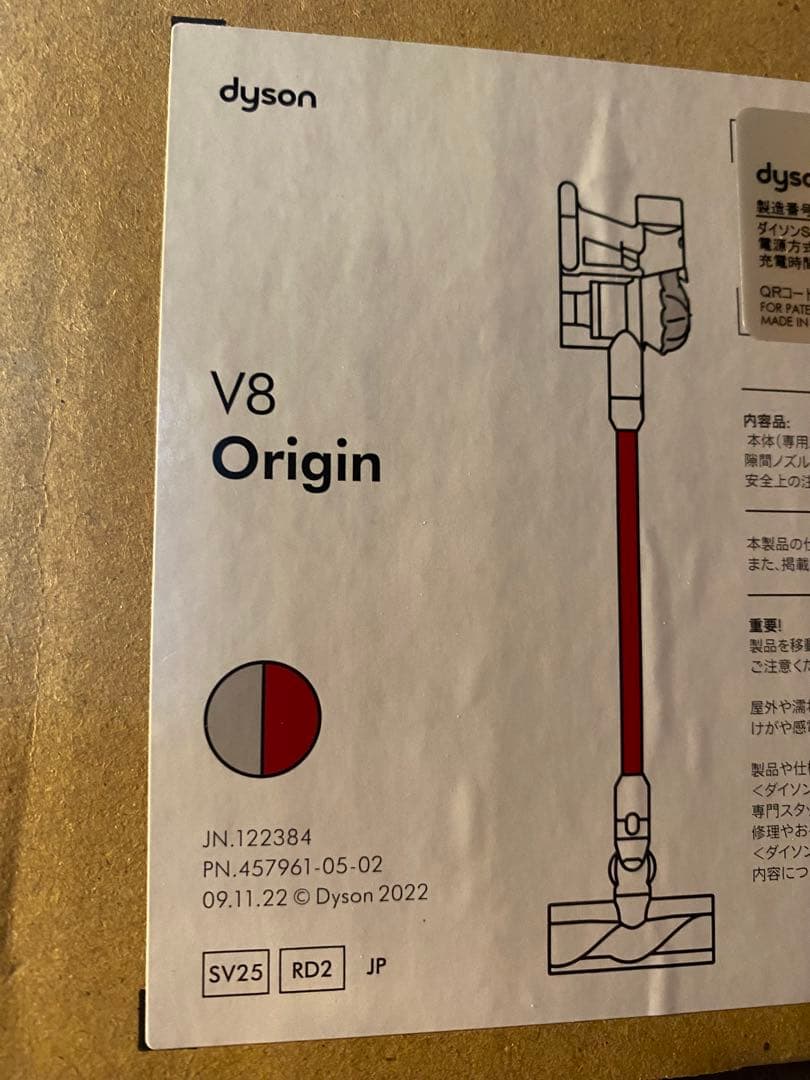 dyson
V8
Origin
JN.122384
PN.457961-05-02
09.11.22 © Dyson 2022
SV25
RD2
JP
dyso
製造番号
ダイソンS
電源方式
充電時間
QRコード
FOR PATE
MADE IN
内容品:
本体(専用
隙間ノズル
安全上の注
本製品の仕
また、掲載
重要!
製品を移動
ご注意くだ
屋外や濡れ
けがや感電
製品や仕様
<ダイソン
専門スタッ
修理やお
<ダイソン
内容につ